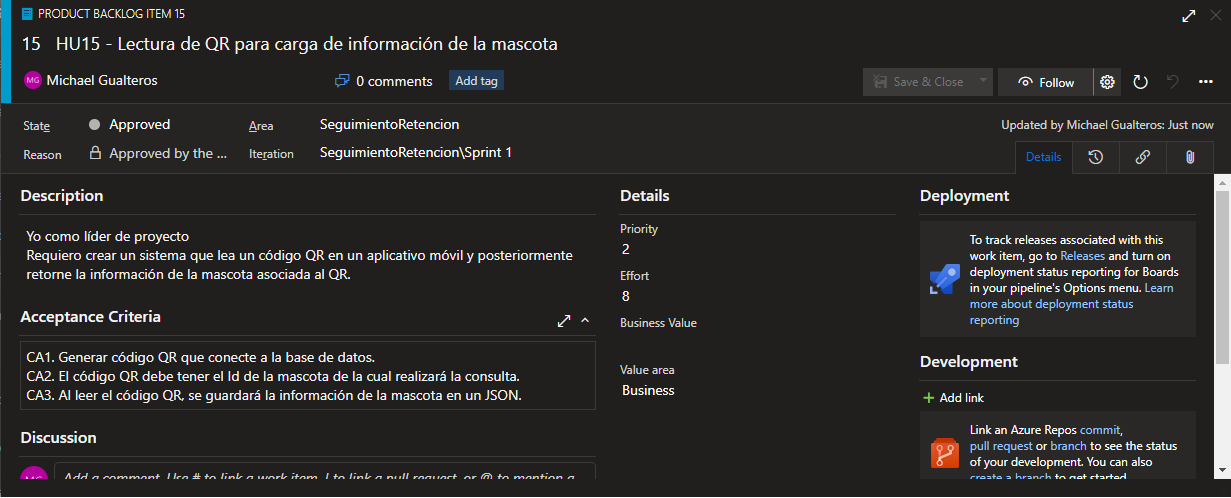 PRODUCT BACKLOG ITEM 15
15 HU15 - Lectura de QR para carga de información de la mascota
MG Michael Gualteros
0 comments
Add tag
Save & Close
Follow
State
Approved
Area
SeguimientoRetencion
Updated by Michael Gualteros: Just now
Reason
Approved by the ...
Iteration
SeguimientoRetencion\Sprint 1
Details
Description
Yo como líder de proyecto
Requiero crear un sistema que lea un código QR en un aplicativo móvil y posteriormente
retorne la información de la mascota asociada al QR.
Acceptance Criteria
CA1. Generar código QR que conecte a la base de datos.
CA2. El código QR debe tener el Id de la mascota de la cual realizará la consulta.
CA3. Al leer el código QR, se guardará la información de la mascota en un JSON.
Discussion
MG
Add a comment. Use # to link a work item, ! to link a pull request, or @ to mention a
Details
Priority
2
Effort
8
Business Value
Value area
Business
Deployment
To track releases associated with this
work item, go to Releases and turn on
deployment status reporting for Boards
in your pipeline's Options menu. Learn
more about deployment status
reporting
Development
Add link
Link an Azure Repos commit,
pull request or branch to see the status
of your development. You can also
create a branch to get started.